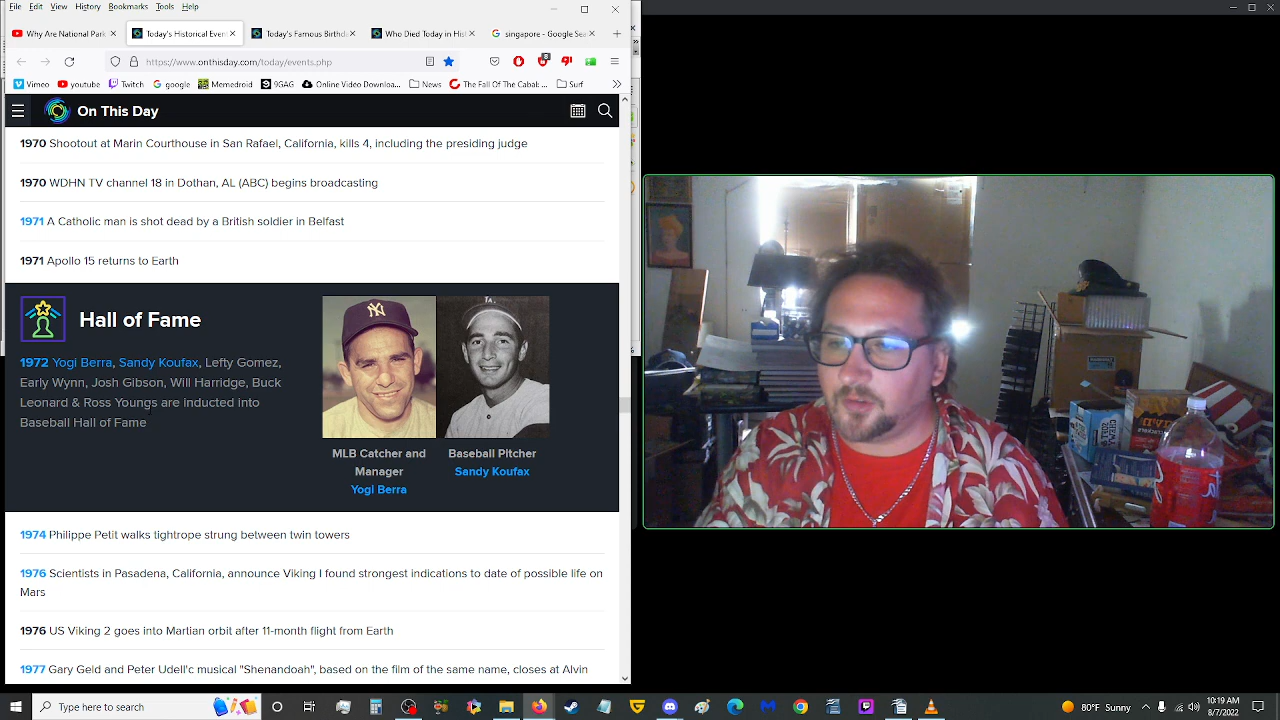 File Edit View History Bookmarks Tools Help
Why Are National Par
Today's Historical Even
Today's Famous Birthda
Who Died Today in His
singapore - Google Sea
onthisday.com/today/events.php
Vimeo youtube Twitch google Metroid 9GAG Online Video Downloa... News The Fall Of The Cabal ... Surf
On This Day
1970 Shootout at Marin Courthouse in San Rafael, California, kills 4, including the presiding judge
1970 WDHN TV channel 18 in Dothan, AL (ABC) begins broadcasting
1971 A Catholic man is shot dead by a British soldier in Belfast
1971 Apollo 15 returns to Earth
Hall of Fame
1972 Yogi Berra, Sandy Koufax, Lefty Gomez,
Early Wynn, Josh Gibson, Will Harridge, Buck
Leonard & Ross Youngs are inducted into
Baseball Hall of Fame
MLB Catcher and
Manager
Yogi Berra
Baseball Pitcher
Sandy Koufax
1974 Philippe Petit walks tightrope strung between twin towers
1976 Scientists in Pasadena, California, announce Viking I found strongest indications to date of possible life on
Mars
1976 US Viking 2 goes into Martian orbit after 11-month flight from Earth
1977 Gary Geld and Peter Udell'c musical "Shenandoah", based on the film of the same name, closes at Alvin
Type here to search
80°F Sunny
10:19 AM
8/7/2022